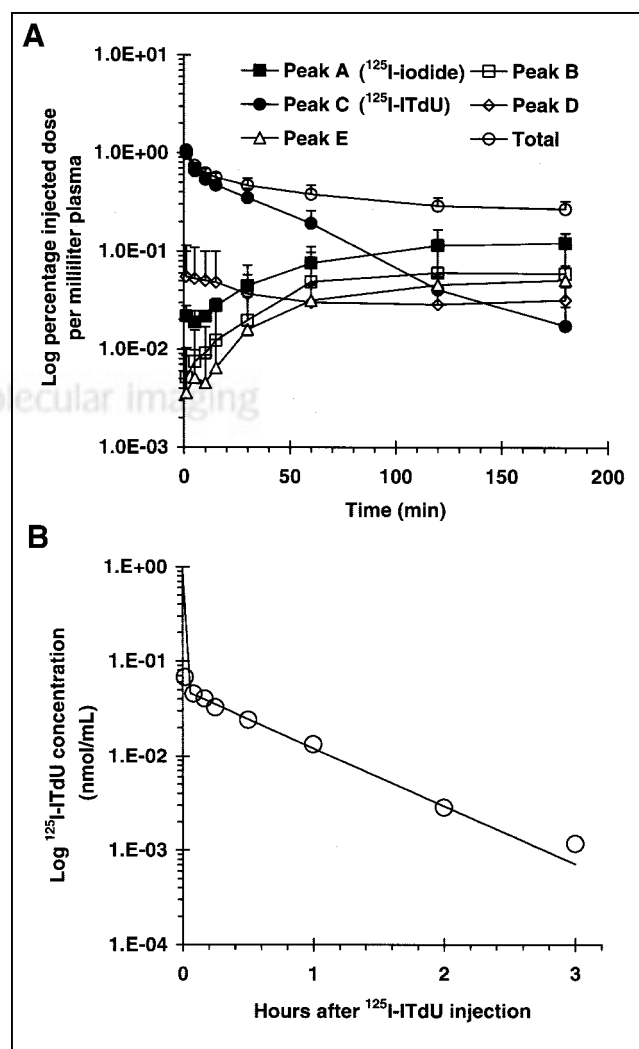 A
1.0E+01
1.0E+00
1.0E-01
1.0E-02
1.0E-03
Log percentage injected dose
per milliliter plasma
Peak A (¹²⁵I-iodide)
Peak B
Peak C (¹²⁵I-ITdU)
Peak D
Peak E
Total
0 50 100 150 200
Time (min)
olecular imaging
B
1.E+00
1.E-01
1.E-02
1.E-03
1.E-04
Log ¹²⁵I-ITdU concentration
(nmol/mL)
0 1 2 3
Hours after ¹²⁵I-ITdU injection